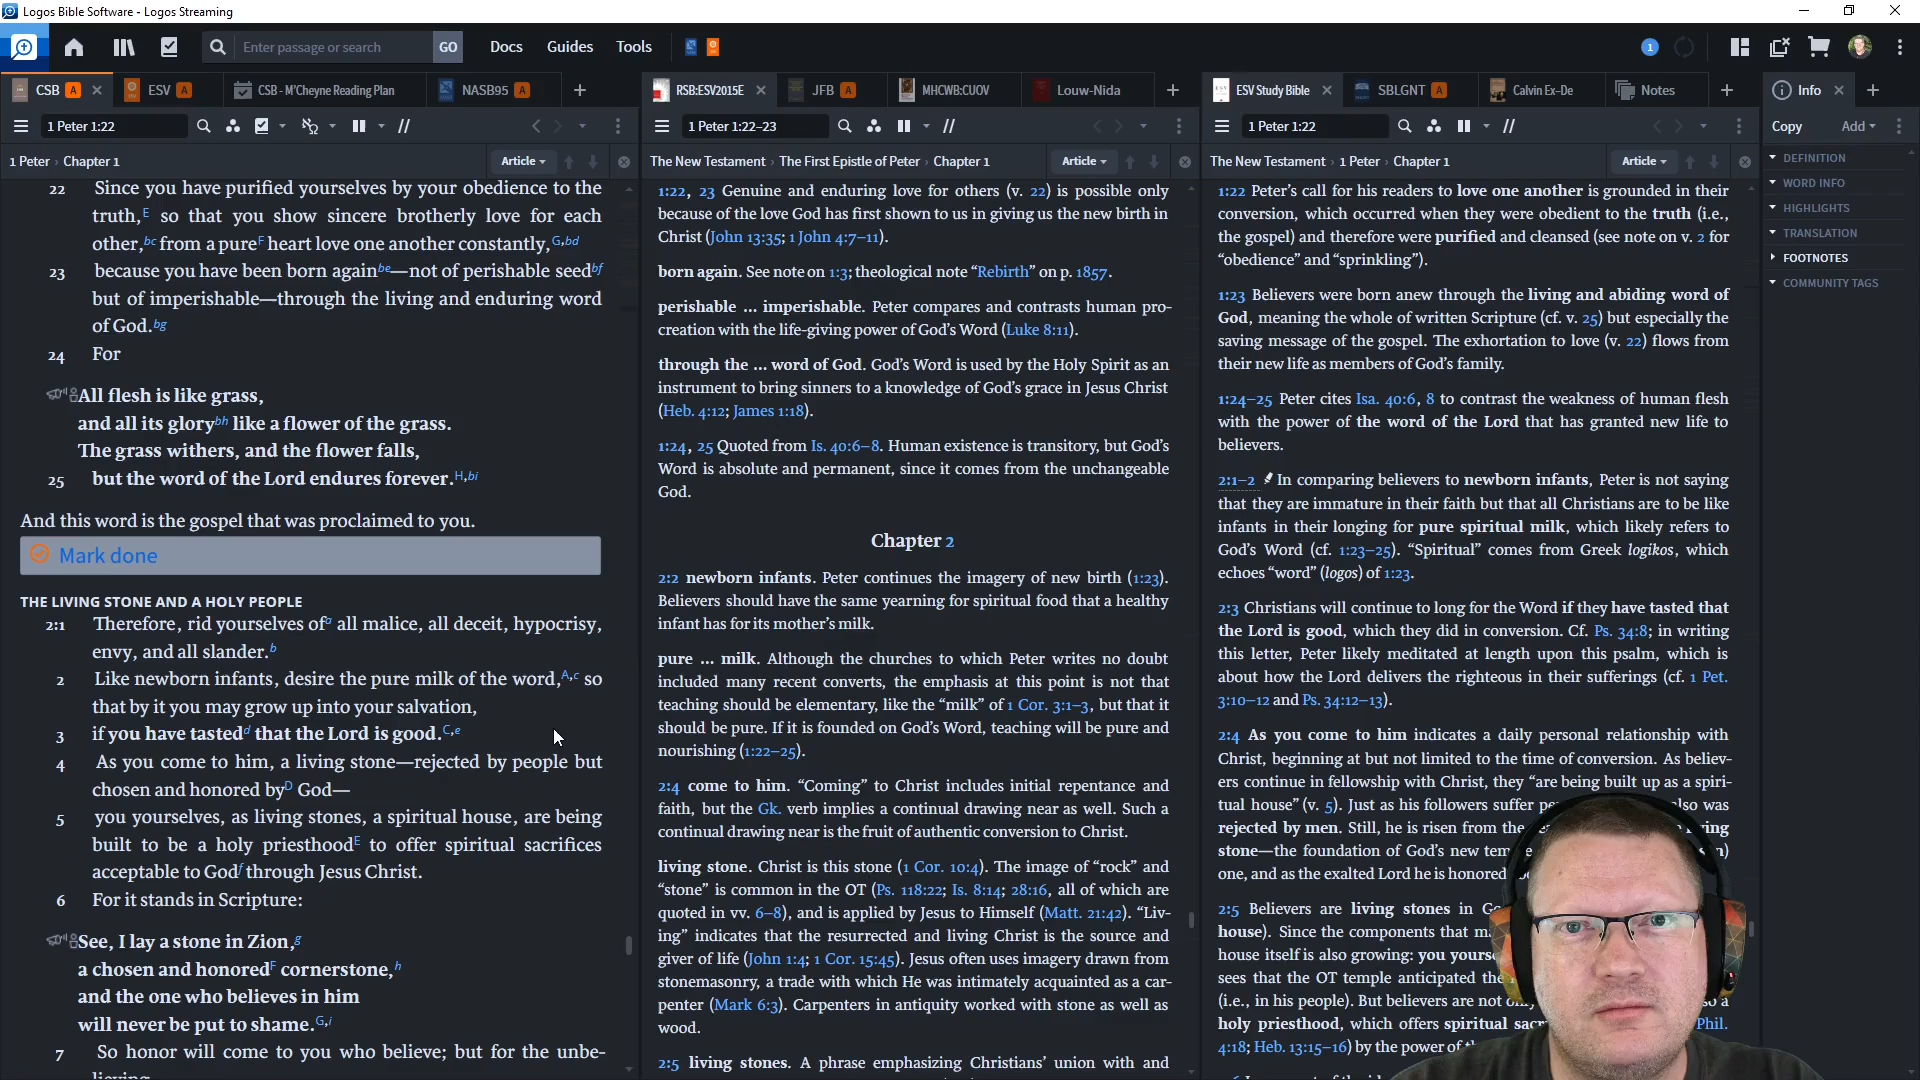 Logos Bible Software - Logos Streaming
Enter passage or search
GO
Docs
Guides
Tools
1
CSB A
ESV A
CSB - M'Cheyne Reading Plan
NASB95 A
1 Peter 1:22
1 Peter › Chapter 1
Article
22 Since you have purified yourselves by your obedience to the
truth,E so that you show sincere brotherly love for each
other,bc from a pureF heart love one another constantly,G,bd
23 because you have been born againbe—not of perishable seedbf
but of imperishable—through the living and enduring word
of God.bg
24 For
All flesh is like grass,
and all its glorybh like a flower of the grass.
The grass withers, and the flower falls,
25 but the word of the Lord endures forever.H,bi
And this word is the gospel that was proclaimed to you.
Mark done
THE LIVING STONE AND A HOLY PEOPLE
2:1 Therefore, rid yourselves ofa all malice, all deceit, hypocrisy,
envy, and all slander.b
2 Like newborn infants, desire the pure milk of the word,A,c so
that by it you may grow up into your salvation,
3 if you have tastedd that the Lord is good.C,e
4 As you come to him, a living stone—rejected by people but
chosen and honored byD God—
5 you yourselves, as living stones, a spiritual house, are being
built to be a holy priesthoodE to offer spiritual sacrifices
acceptable to Godf through Jesus Christ.
6 For it stands in Scripture:
See, I lay a stone in Zion,g
a chosen and honoredF cornerstone,h
and the one who believes in him
will never be put to shame.G,i
7 So honor will come to you who believe; but for the unbe-
lieving,
RSB:ESV2015E
JFB A
MHCWB:CUOV
Louw-Nida
1 Peter 1:22–23
The New Testament › The First Epistle of Peter › Chapter 1
Article
1:22, 23 Genuine and enduring love for others (v. 22) is possible only
because of the love God has first shown to us in giving us the new birth in
Christ (John 13:35; 1 John 4:7–11).
born again. See note on 1:3; theological note “Rebirth” on p. 1857.
perishable ... imperishable. Peter compares and contrasts human pro-
creation with the life-giving power of God’s Word (Luke 8:11).
through the ... word of God. God’s Word is used by the Holy Spirit as an
instrument to bring sinners to a knowledge of God’s grace in Jesus Christ
(Heb. 4:12; James 1:18).
1:24, 25 Quoted from Is. 40:6–8. Human existence is transitory, but God’s
Word is absolute and permanent, since it comes from the unchangeable
God.
Chapter 2
2:2 newborn infants. Peter continues the imagery of new birth (1:23).
Believers should have the same yearning for spiritual food that a healthy
infant has for its mother’s milk.
pure ... milk. Although the churches to which Peter writes no doubt
included many recent converts, the emphasis at this point is not that
teaching should be elementary, like the “milk” of 1 Cor. 3:1–3, but that it
should be pure. If it is founded on God’s Word, teaching will be pure and
nourishing (1:22–25).
2:4 come to him. “Coming” to Christ includes initial repentance and
faith, but the Gk. verb implies a continual drawing near as well. Such a
continual drawing near is the fruit of authentic conversion to Christ.
living stone. Christ is this stone (1 Cor. 10:4). The image of “rock” and
“stone” is common in the OT (Ps. 118:22; Is. 8:14; 28:16, all of which are
quoted in vv. 6–8), and is applied by Jesus to Himself (Matt. 21:42). “Liv-
ing” indicates that the resurrected and living Christ is the source and
giver of life (John 1:4; 1 Cor. 15:45). Jesus often uses imagery drawn from
stonemasonry, a trade with which He was intimately acquainted as a car-
penter (Mark 6:3). Carpenters in antiquity worked with stone as well as
wood.
2:5 living stones. A phrase emphasizing Christians’ union with and
ESV Study Bible
SBLGNT A
Calvin Ex–De
Notes
1 Peter 1:22
The New Testament › 1 Peter › Chapter 1
Article
1:22 Peter’s call for his readers to love one another is grounded in their
conversion, which occurred when they were obedient to the truth (i.e.,
the gospel) and therefore were purified and cleansed (see note on v. 2 for
“obedience” and “sprinkling”).
1:23 Believers were born anew through the living and abiding word of
God, meaning the whole of written Scripture (cf. v. 25) but especially the
saving message of the gospel. The exhortation to love (v. 22) flows from
their new life as members of God’s family.
1:24–25 Peter cites Isa. 40:6, 8 to contrast the weakness of human flesh
with the power of the word of the Lord that has granted new life to
believers.
2:1–2 In comparing believers to newborn infants, Peter is not saying
that they are immature in their faith but that all Christians are to be like
infants in their longing for pure spiritual milk, which likely refers to
God’s Word (cf. 1:23–25). “Spiritual” comes from Greek logikos, which
echoes “word” (logos) of 1:23.
2:3 Christians will continue to long for the Word if they have tasted that
the Lord is good, which they did in conversion. Cf. Ps. 34:8; in writing
this letter, Peter likely meditated at length upon this psalm, which is
about how the Lord delivers the righteous in their sufferings (cf. 1 Pet.
3:10–12 and Ps. 34:12–13).
2:4 As you come to him indicates a daily personal relationship with
Christ, beginning at but not limited to the time of conversion. As believ-
ers continue in fellowship with Christ, they “are being built up as a spiri-
tual house” (v. 5). Just as his followers suffer also was
rejected by men. Still, he is risen from the
stone—the foundation of God’s new
one, and as the exalted Lord he is honored
2:5 Believers are living stones in
house). Since the components that
house itself is also growing: you
sees that the OT temple anticipated the
(i.e., in his people). But believers are not a
holy priesthood, which offers spiritual Phil.
4:18; Heb. 13:15–16) by the power of
Info
Copy
Add
DEFINITION
WORD INFO
HIGHLIGHTS
TRANSLATION
FOOTNOTES
COMMUNITY TAGS